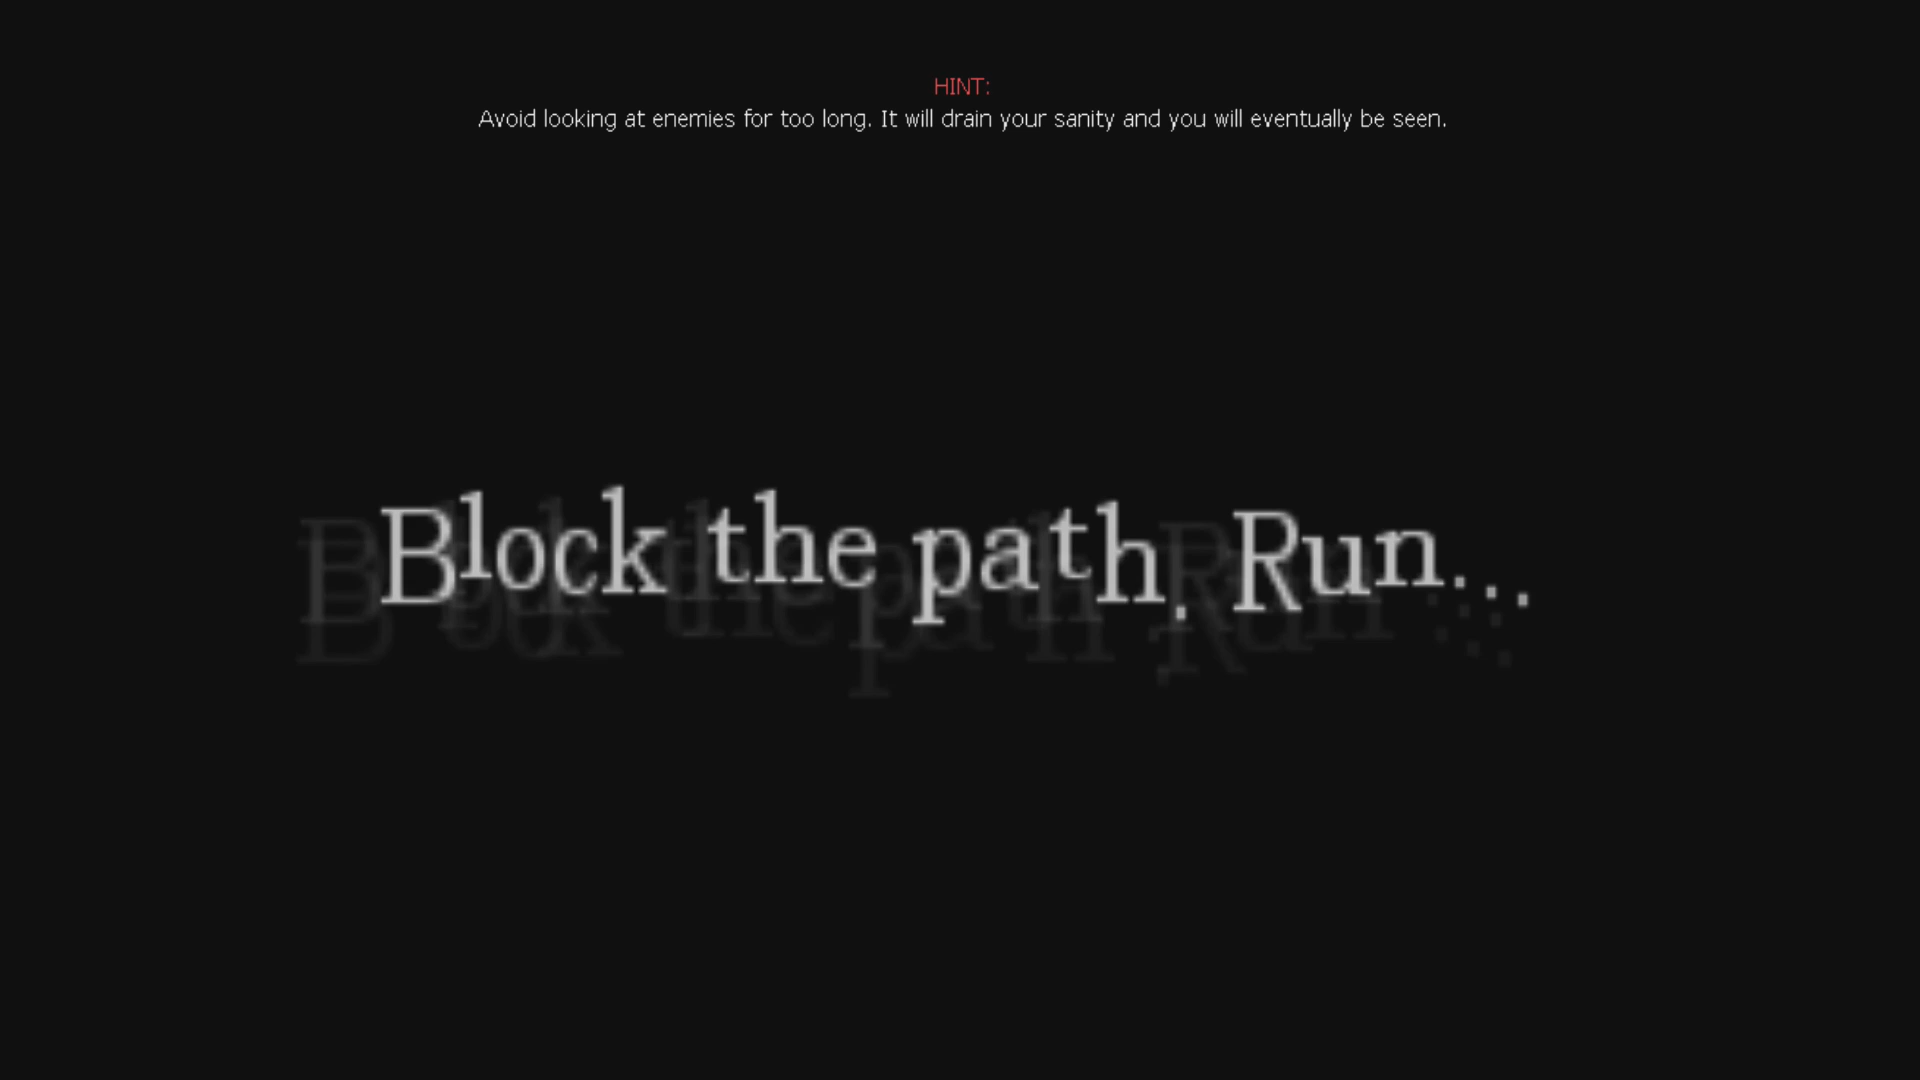 HINT:
Avoid looking at enemies for too long. It will drain your sanity and you will eventually be seen.
Block the path. Run...